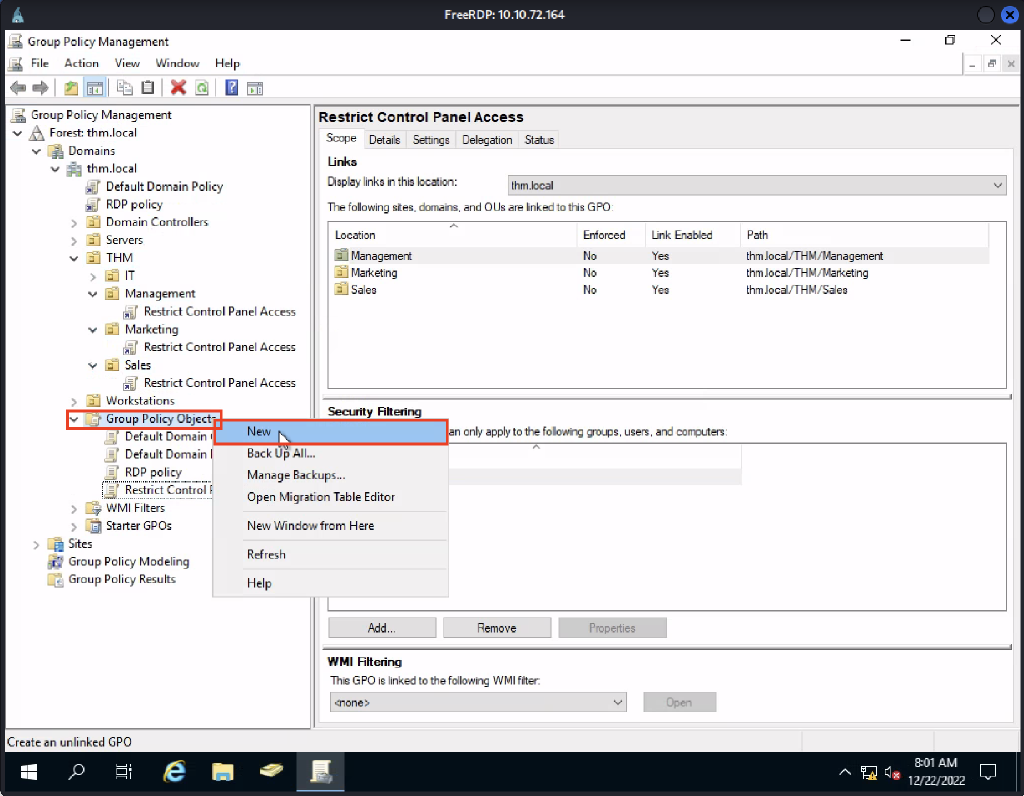 FreeRDP: 10.10.72.164
Group Policy Management
File Action View Window Help
Group Policy Management
Forest: thm.local
Domains
thm.local
Default Domain Policy
RDP policy
Domain Controllers
Servers
THM
IT
Management
Restrict Control Panel Access
Marketing
Restrict Control Panel Access
Sales
Restrict Control Panel Access
Workstations
Group Policy Objects
Default Domain
Default Domain
RDP policy
Restrict Control
WMI Filters
Starter GPOs
Sites
Group Policy Modeling
Group Policy Results
New
Back Up All...
Manage Backups...
Open Migration Table Editor
New Window from Here
Refresh
Help
Restrict Control Panel Access
Scope Details Settings Delegation Status
Links
Display links in this location: thm.local
The following sites, domains, and OUs are linked to this GPO:
Location Enforced Link Enabled Path
Management No Yes thm.local/THM/Management
Marketing No Yes thm.local/THM/Marketing
Sales No Yes thm.local/THM/Sales
Security Filtering
an only apply to the following groups, users, and computers:
Add... Remove Properties
WMI Filtering
This GPO is linked to the following WMI filter:
<none> Open
Create an unlinked GPO
8:01 AM
12/22/2022